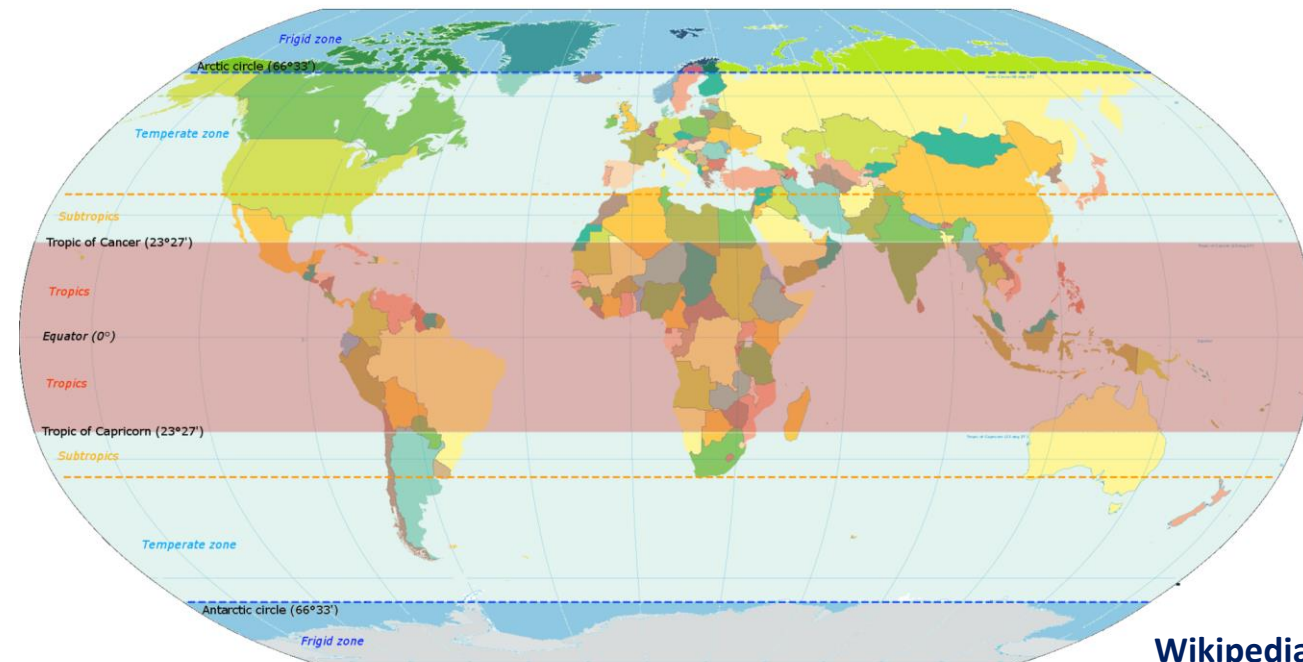 Frigid zone
Arctic circle (66°33')
Temperate zone
Subtropics
Tropic of Cancer (23°27')
Tropics
Equator (0°)
Tropics
Tropic of Capricorn (23°27')
Subtropics
Temperate zone
Antarctic circle (66°33')
Frigid zone
Wikipedia